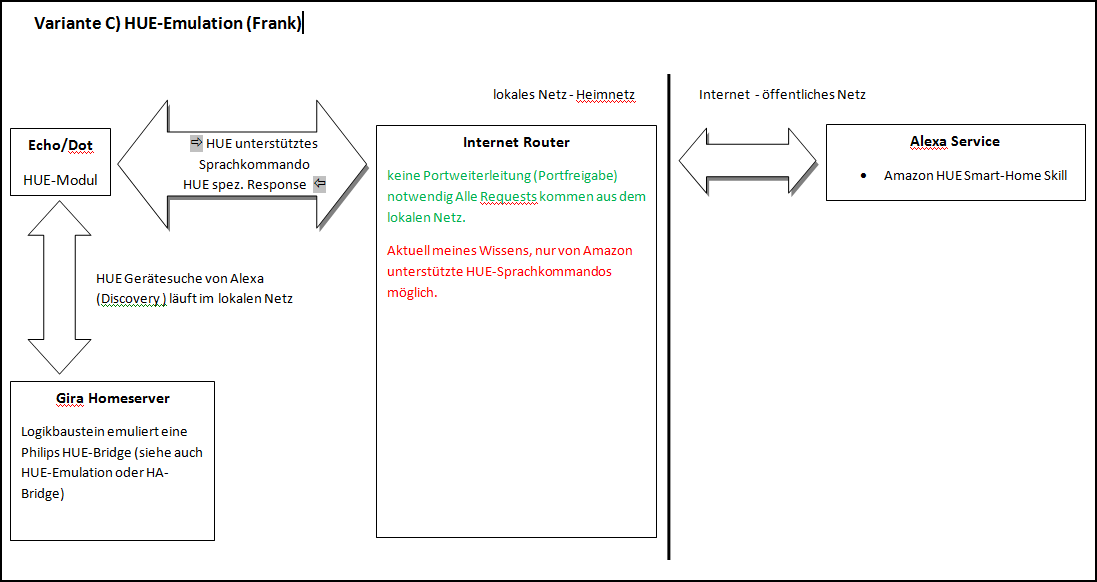 Variante C) HUE-Emulation (Frank)
lokales Netz - Heimnetz
Internet - öffentliches Netz
Echo/Dot
HUE-Modul
⇨ HUE unterstütztes
Sprachkommando
HUE spez. Response ⇦
Internet Router
keine Portweiterleitung (Portfreigabe)
notwendig Alle Requests kommen aus dem
lokalen Netz.
Aktuell meines Wissens, nur von Amazon
unterstützte HUE-Sprachkommandos
möglich.
Alexa Service
• Amazon HUE Smart-Home Skill
HUE Gerätesuche von Alexa
(Discovery ) läuft im lokalen Netz
Gira Homeserver
Logikbaustein emuliert eine
Philips HUE-Bridge (siehe auch
HUE-Emulation oder HA-
Bridge)